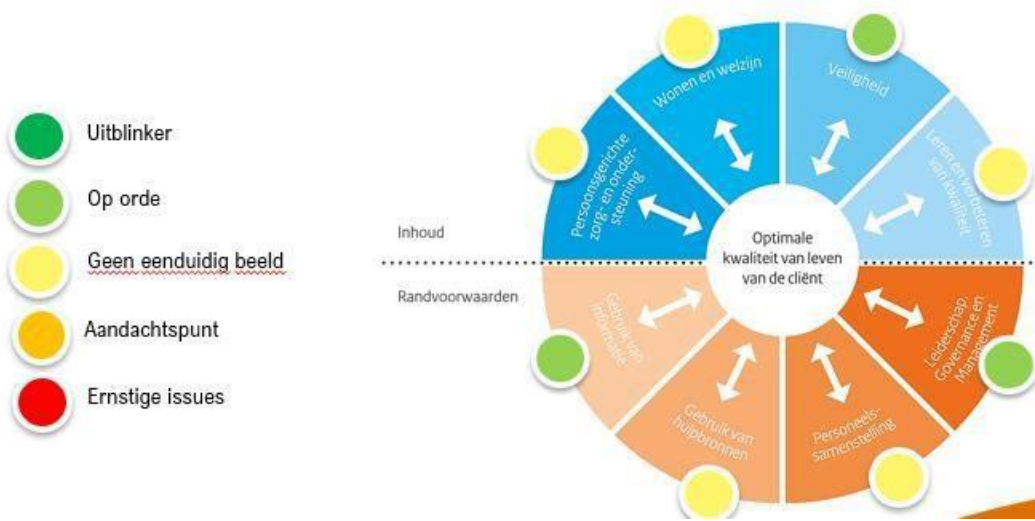 Uitblinker
Op orde
Geen eenduidig beeld
Aandachtspunt
Ernstige issues
Inhoud
Randvoorwaarden
Persoonsgerichte
zorg- en onder-
steuning
Wonen en welzijn
Veiligheid
Leren en verbeteren
van kwaliteit
Optimale
kwaliteit van leven
van de cliënt
Gebruik van
informatie
Gebruik van
hulpbronnen
Personeels-
samenstelling
Leiderschap,
Governance en
Management